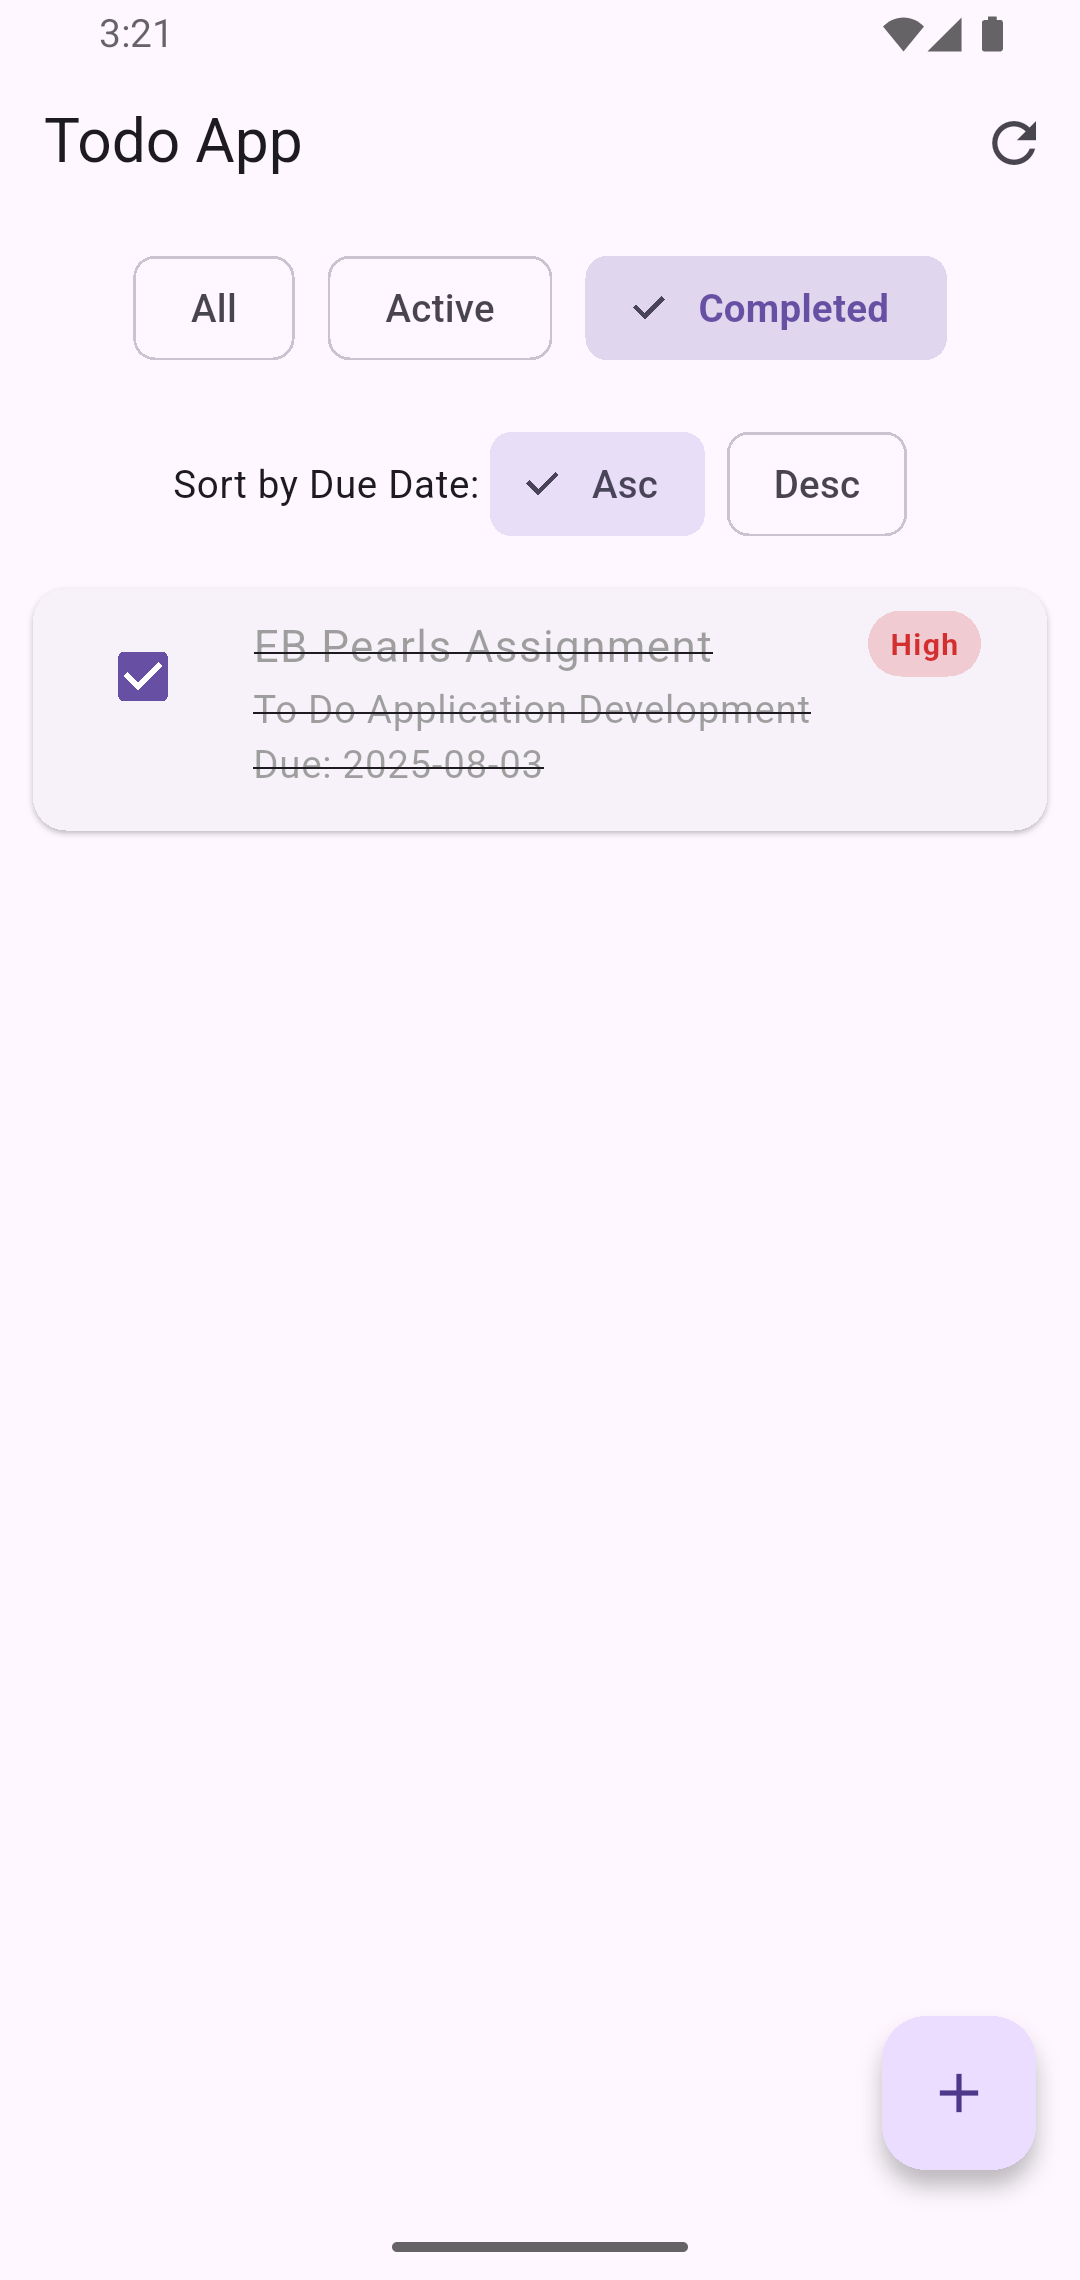 3:21
Todo App
All
Active
Completed
Sort by Due Date:
Asc
Desc
EB Pearls Assignment
High
To Do Application Development
Due: 2025-08-03